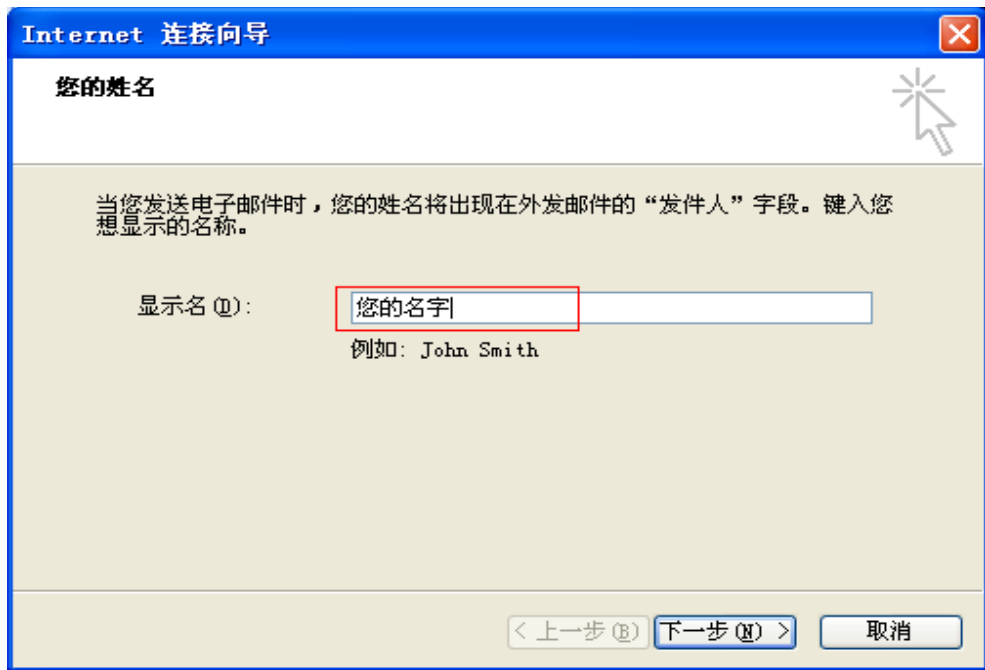 Internet 连接向导
您的姓名
当您发送电子邮件时，您的姓名将出现在外发邮件的“发件人”字段。键入您
想显示的名称。
显示名(D)： 您的名字
例如: John Smith
< 上一步(B) 下一步(N) > 取消